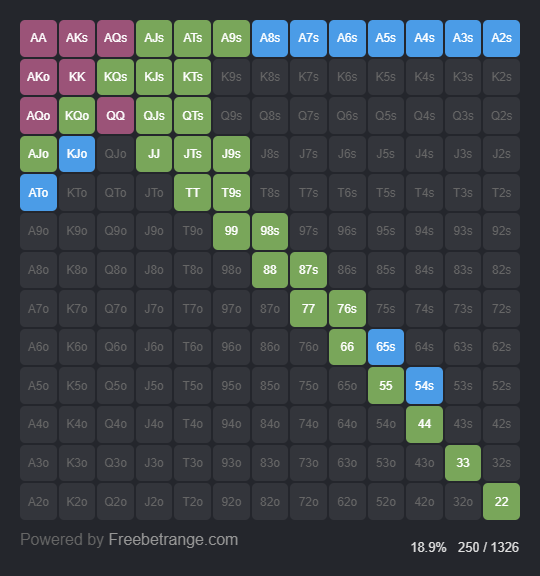 AA AKs AQs AJs ATs A9s A8s A7s A6s A5s A4s A3s A2s
AKo KK KQs KJs KTs K9s K8s K7s K6s K5s K4s K3s K2s
AQo KQo QQ QJs QTs Q9s Q8s Q7s Q6s Q5s Q4s Q3s Q2s
AJo KJo QJo JJ JTs J9s J8s J7s J6s J5s J4s J3s J2s
ATo KTo QTo JTo TT T9s T8s T7s T6s T5s T4s T3s T2s
A9o K9o Q9o J9o T9o 99 98s 97s 96s 95s 94s 93s 92s
A8o K8o Q8o J8o T8o 98o 88 87s 86s 85s 84s 83s 82s
A7o K7o Q7o J7o T7o 97o 87o 77 76s 75s 74s 73s 72s
A6o K6o Q6o J6o T6o 96o 86o 76o 66 65s 64s 63s 62s
A5o K5o Q5o J5o T5o 95o 85o 75o 65o 55 54s 53s 52s
A4o K4o Q4o J4o T4o 94o 84o 74o 64o 54o 44 43s 42s
A3o K3o Q3o J3o T3o 93o 83o 73o 63o 53o 43o 33 32s
A2o K2o Q2o J2o T2o 92o 82o 72o 62o 52o 42o 32o 22
Powered by Freebetrange.com
18.9% 250 / 1326